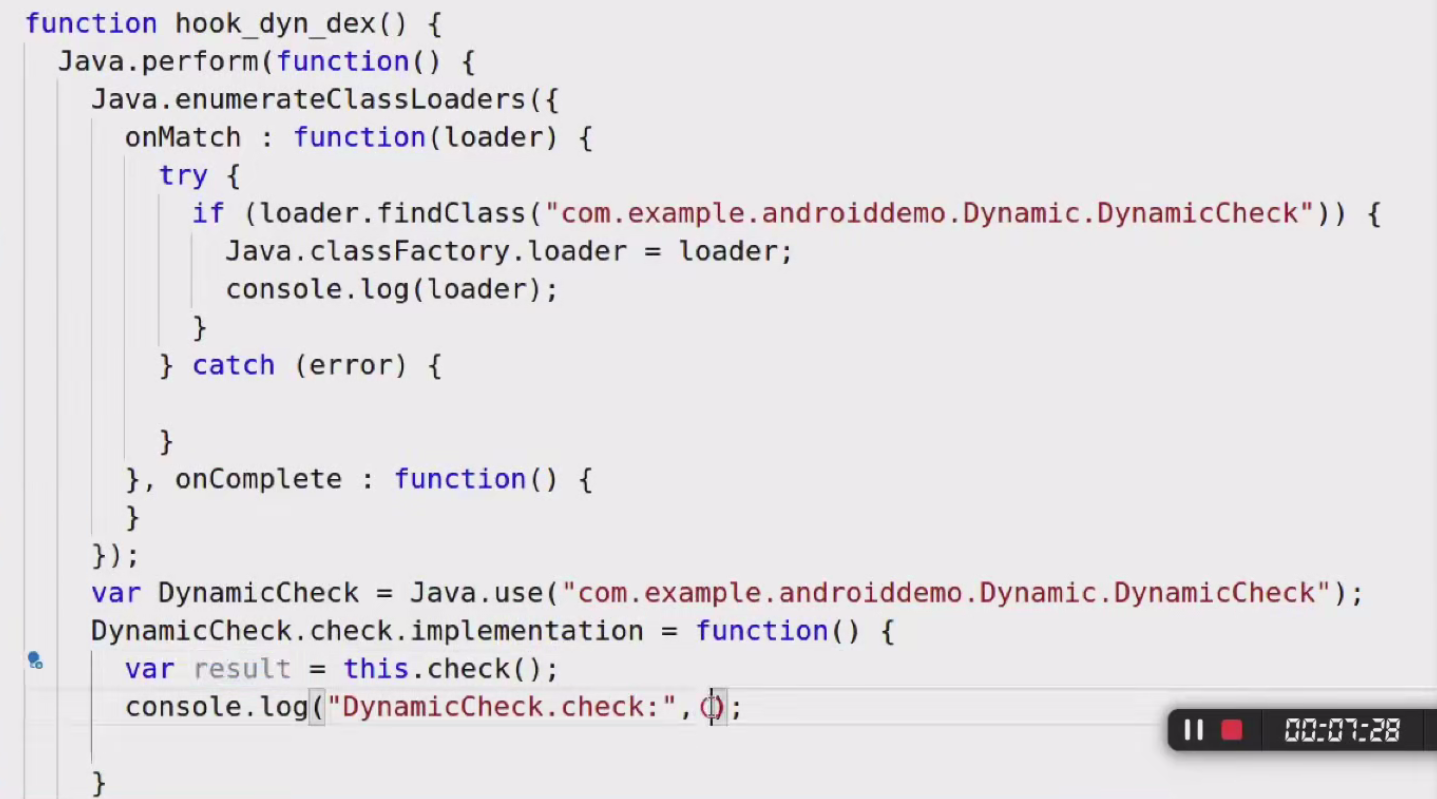 function hook_dyn_dex() {
  Java.perform(function() {
    Java.enumerateClassLoaders({
      onMatch : function(loader) {
        try {
          if (loader.findClass("com.example.androiddemo.Dynamic.DynamicCheck")) {
            Java.classFactory.loader = loader;
            console.log(loader);
          }
        } catch (error) {
        }
      }, onComplete : function() {
      }
    });
    var DynamicCheck = Java.use("com.example.androiddemo.Dynamic.DynamicCheck");
    DynamicCheck.check.implementation = function() {
      var result = this.check();
      console.log("DynamicCheck.check:", );
    }
00:07:28